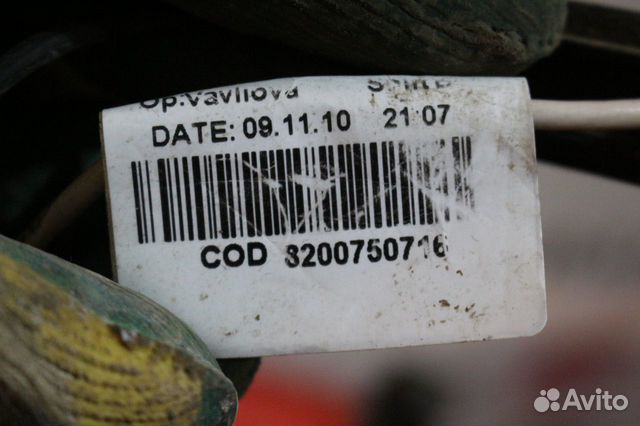 Op:Vavilova
DATE: 09.11.10 21:07
COD 8200750716
Avito